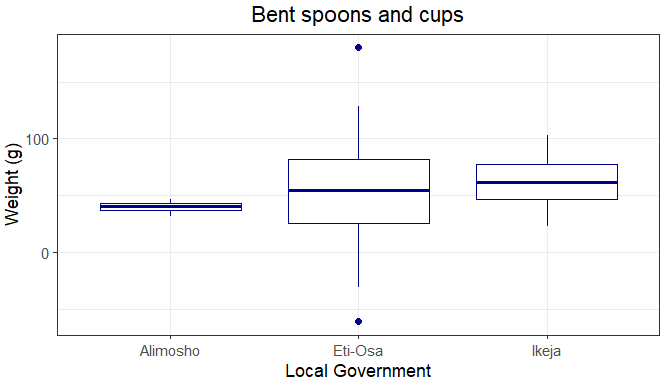 Bent spoons and cups
Weight (g)
100
0
Alimosho Eti-Osa Ikeja
Local Government